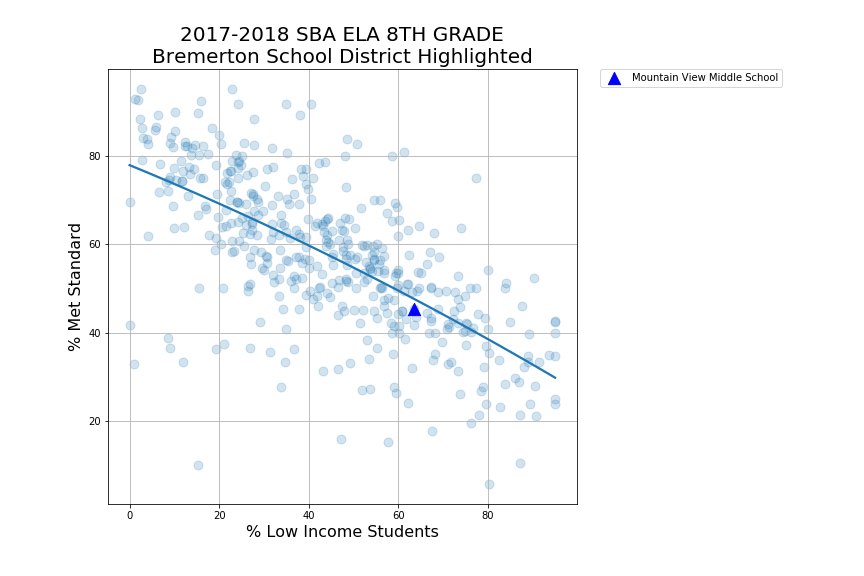 2017-2018 SBA ELA 8TH GRADE
Bremerton School District Highlighted
Mountain View Middle School
% Met Standard
80
60
40
20
0 20 40 60 80
% Low Income Students